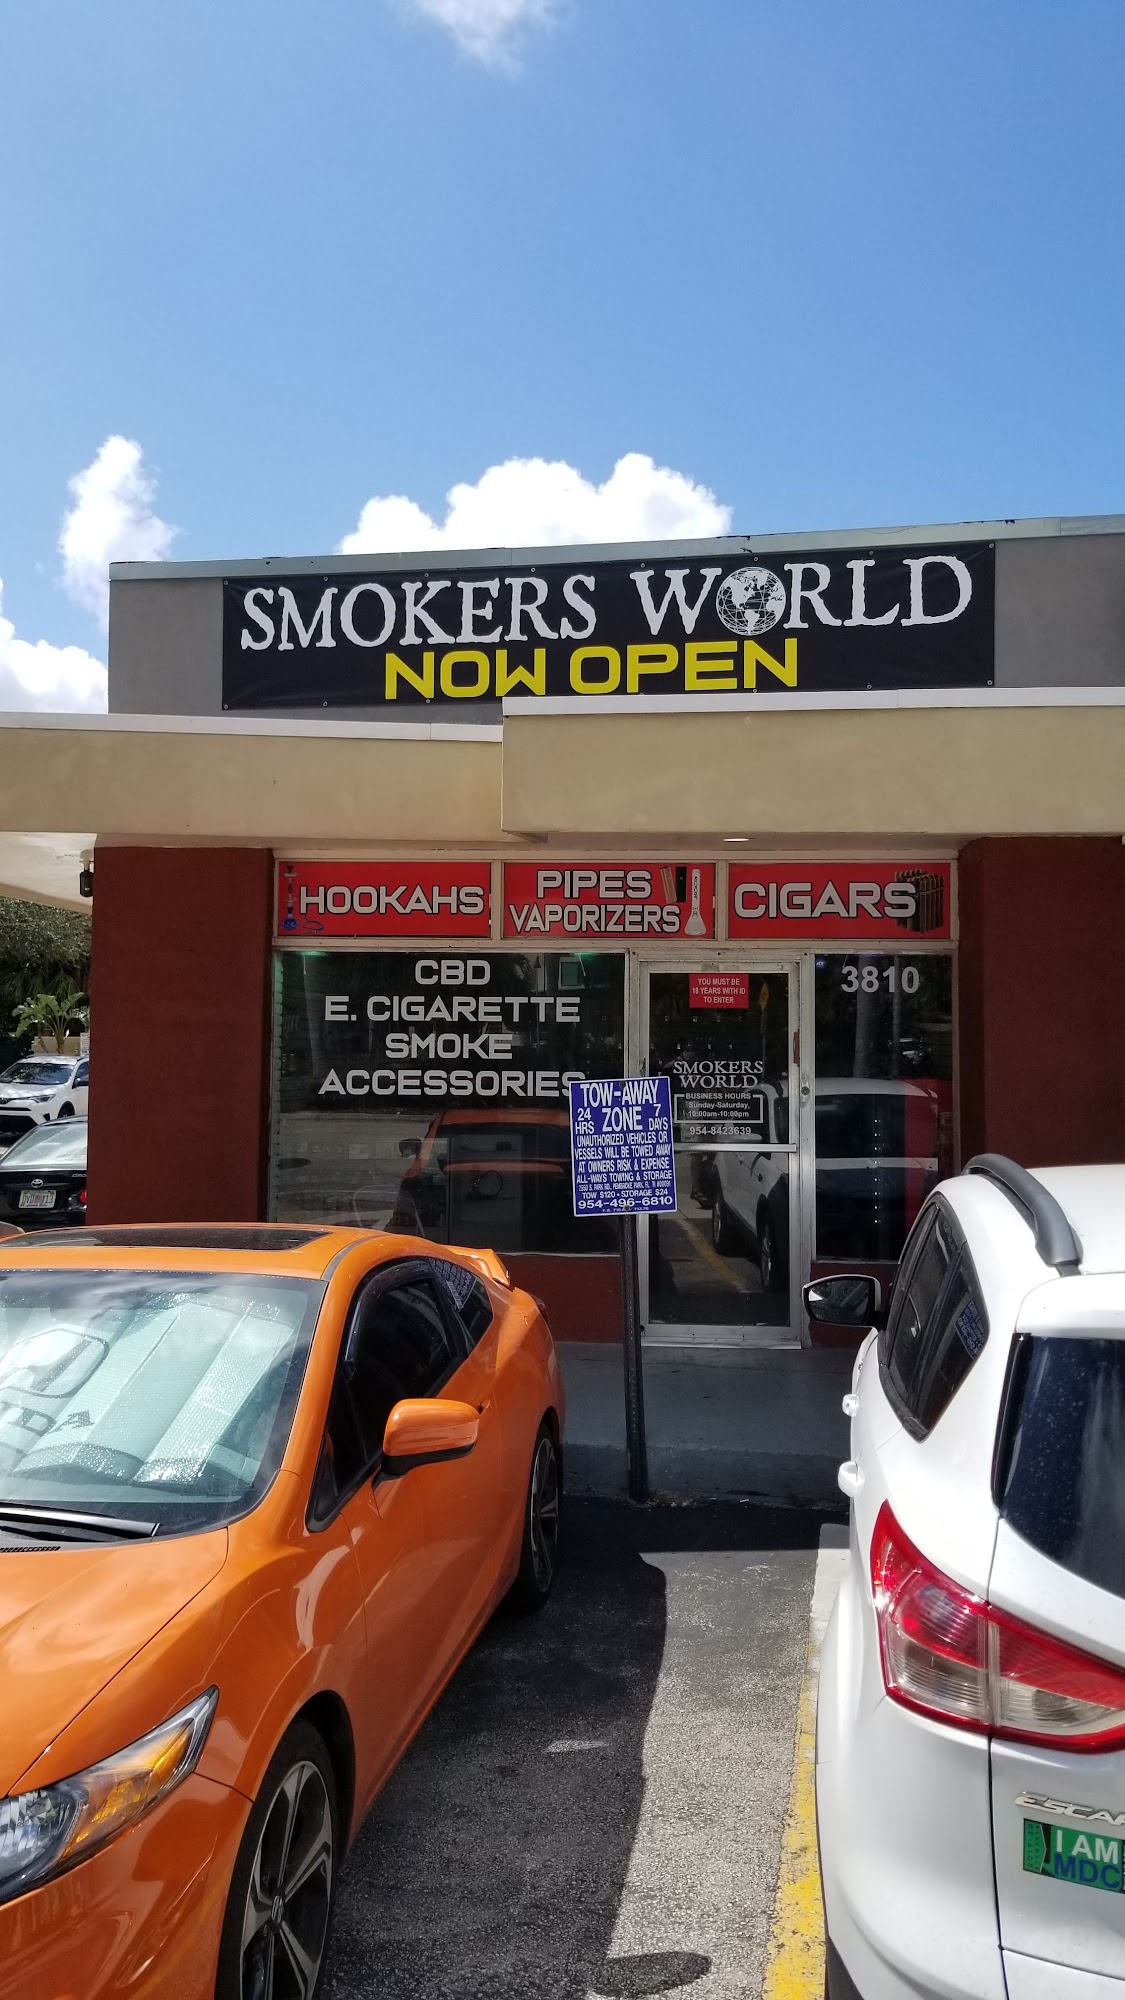 SMOKERS WORLD
NOW OPEN
HOOKAHS
PIPES
VAPORIZERS
CIGARS
CBD
E. CIGARETTE
SMOKE
ACCESSORIES
YOU MUST BE
18 YEARS WITH ID
TO ENTER
3810
SMOKERS
WORLD
BUSINESS HOURS
Sunday-Saturday,
10:00am-10:00pm
954-8423639
TOW-AWAY
24 HRS ZONE 7 DAYS
UNAUTHORIZED VEHICLES OR
VESSELS WILL BE TOWED AWAY
AT OWNERS RISK & EXPENSE
ALL-WAYS TOWING & STORAGE
TOW $120 • STORAGE $24
954-496-6810
ESCAP
I AM
MDC